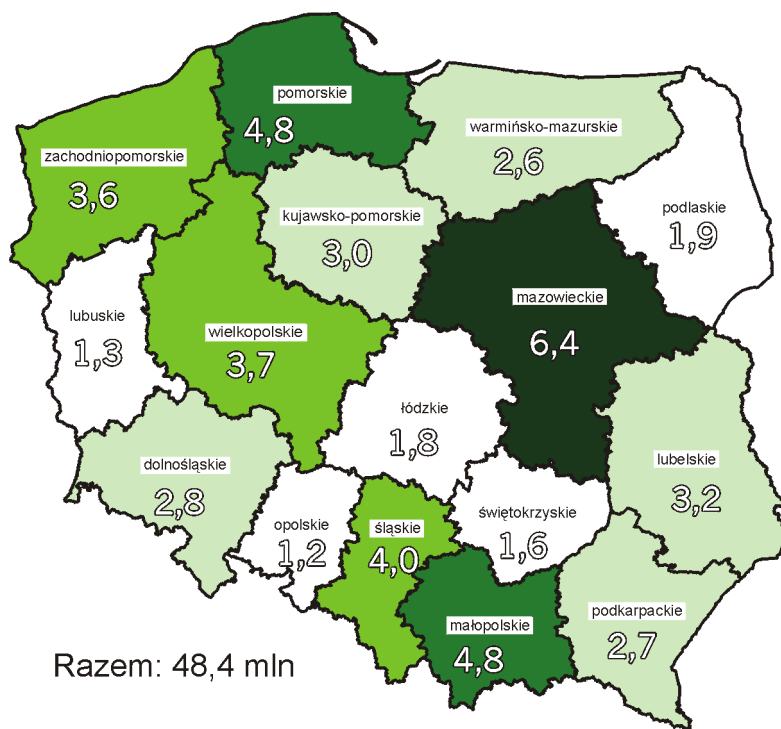 pomorskie
4,8
warmińsko-mazurskie
2,6
zachodniopomorskie
3,6
kujawsko-pomorskie
3,0
podlaskie
1,9
mazowieckie
6,4
lubuskie
1,3
wielkopolskie
3,7
łódzkie
1,8
dolnośląskie
2,8
lubelskie
3,2
opolskie
1,2
śląskie
4,0
świętokrzyskie
1,6
małopolskie
4,8
podkarpackie
2,7
Razem: 48,4 mln